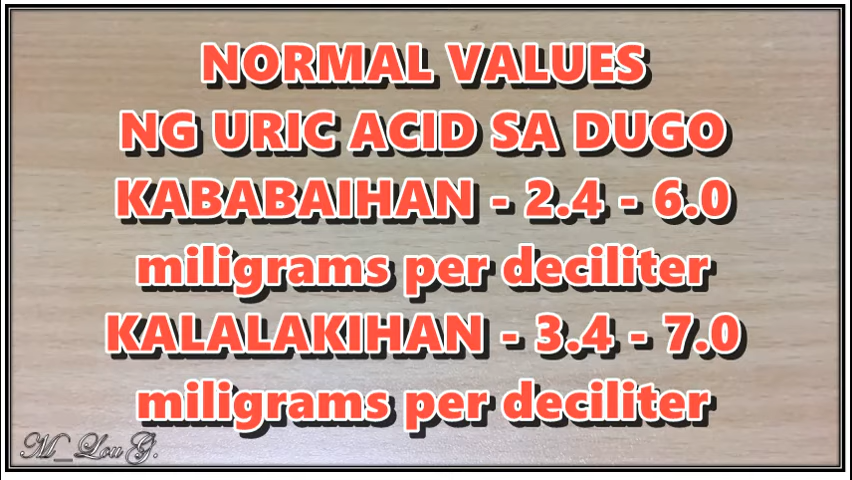 NORMAL VALUES
NG URIC ACID SA DUGO
KABABAIHAN - 2.4 - 6.0
miligrams per deciliter
KALALAKIHAN - 3.4 - 7.0
miligrams per deciliter
M_Lou G.